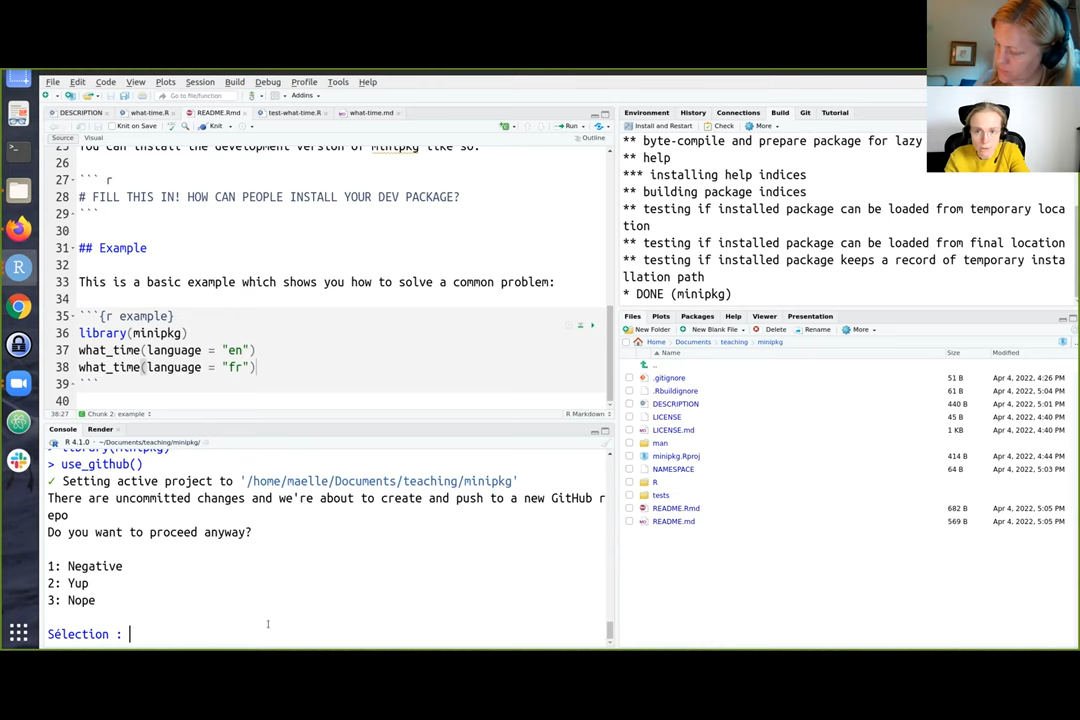 File Edit Code View Plots Session Build Debug Profile Tools Help
Go to file/function Addins
DESCRIPTION what-time.R README.Rmd test-what-time.R what-time.md
Knit on Save Knit Run
Source Visual Outline
25 You can install the development version of minipkg like so:
26
27 ``` r
28 # FILL THIS IN! HOW CAN PEOPLE INSTALL YOUR DEV PACKAGE?
29 ```
30
31 ## Example
32
33 This is a basic example which shows you how to solve a common problem:
34
35 ```{r example}
36 library(minipkg)
37 what_time(language = "en")
38 what_time(language = "fr")
39 ```
40
38:27 Chunk 2: example R Markdown
Console Render
R 4.1.0 · ~/Documents/teaching/minipkg/
> library(minipkg)
> use_github()
✓ Setting active project to '/home/maelle/Documents/teaching/minipkg'
There are uncommitted changes and we're about to create and push to a new GitHub r
epo
Do you want to proceed anyway?
1: Negative
2: Yup
3: Nope
Sélection :
Environment History Connections Build Git Tutorial
Install and Restart Check More
** byte-compile and prepare package for lazy
** help
*** installing help indices
** building package indices
** testing if installed package can be loaded from temporary loca
tion
** testing if installed package can be loaded from final location
** testing if installed package keeps a record of temporary insta
llation path
* DONE (minipkg)
Files Plots Packages Help Viewer Presentation
New Folder New Blank File Delete Rename More
Home Documents teaching minipkg
Name Size Modified
..
.gitignore 51 B Apr 4, 2022, 4:26 PM
.Rbuildignore 61 B Apr 4, 2022, 5:04 PM
DESCRIPTION 440 B Apr 4, 2022, 5:01 PM
LICENSE 45 B Apr 4, 2022, 4:40 PM
LICENSE.md 1 KB Apr 4, 2022, 4:40 PM
man
minipkg.Rproj 414 B Apr 4, 2022, 4:44 PM
NAMESPACE 64 B Apr 4, 2022, 5:03 PM
R
tests
README.Rmd 682 B Apr 4, 2022, 5:05 PM
README.md 569 B Apr 4, 2022, 5:05 PM